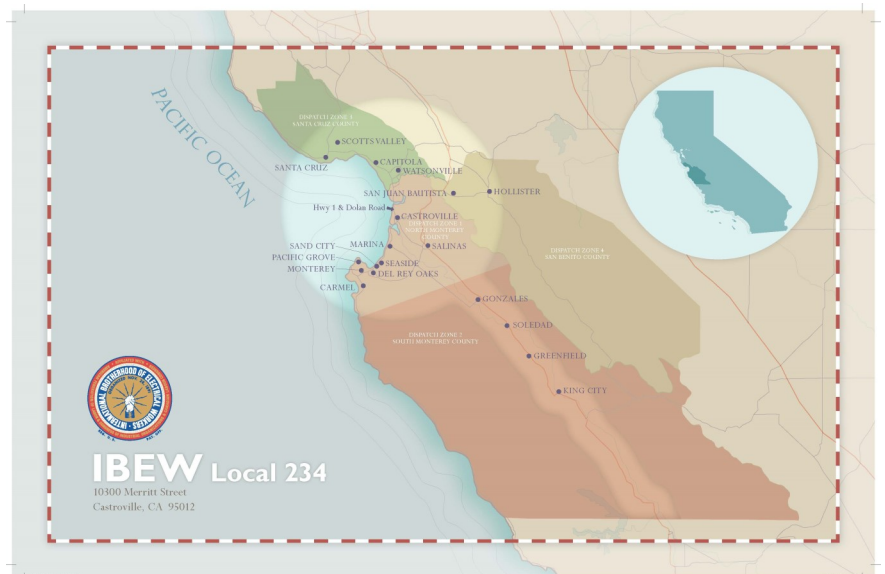 PACIFIC OCEAN
DISPATCH ZONE 3
SANTA CRUZ COUNTY
SCOTTS VALLEY
SANTA CRUZ
CAPITOLA
WATSONVILLE
SAN JUAN BAUTISTA
HOLLISTER
Hwy 1 & Dolan Road
CASTROVILLE
NORTH MONTEREY
COUNTY
SAND CITY
MARINA
SALINAS
PACIFIC GROVE
SEASIDE
MONTEREY
DEL REY OAKS
CARMEL
DISPATCH ZONE 4
SAN BENITO COUNTY
GONZALES
SOLEDAD
DISPATCH ZONE 2
SOUTH MONTEREY COUNTY
GREENFIELD
KING CITY
INTERNATIONAL BROTHERHOOD OF ELECTRICAL WORKERS
IBEW Local 234
10300 Merritt Street
Castroville, CA 95012